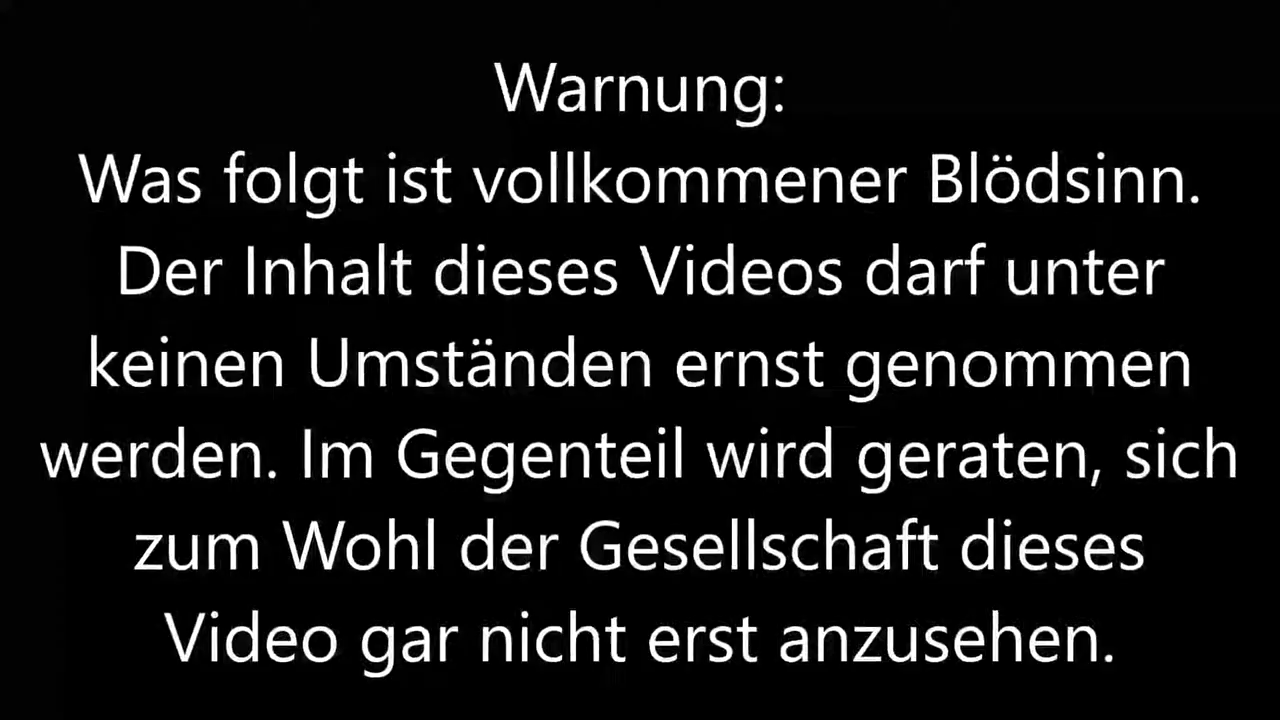 Warnung:
Was folgt ist vollkommener Blödsinn.
Der Inhalt dieses Videos darf unter
keinen Umständen ernst genommen
werden. Im Gegenteil wird geraten, sich
zum Wohl der Gesellschaft dieses
Video gar nicht erst anzusehen.